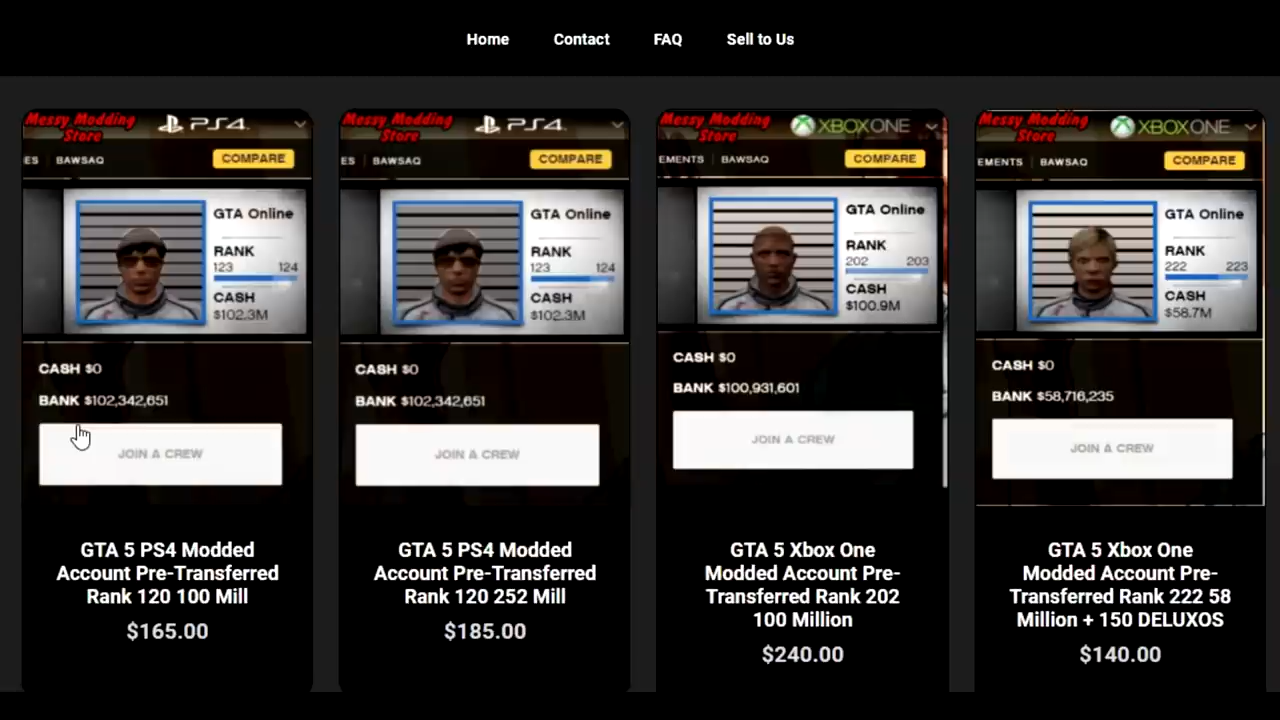 Home Contact FAQ Sell to Us
Messy Modding
Store
PS4
ES BAWSAQ COMPARE
GTA Online
RANK
123 124
CASH
$102.3M
CASH $0
BANK $102,342,651
JOIN A CREW
GTA 5 PS4 Modded
Account Pre-Transferred
Rank 120 100 Mill
$165.00
Messy Modding
Store
PS4
ES BAWSAQ COMPARE
GTA Online
RANK
123 124
CASH
$102.3M
CASH $0
BANK $102,342,651
JOIN A CREW
GTA 5 PS4 Modded
Account Pre-Transferred
Rank 120 252 Mill
$185.00
Messy Modding
Store
XBOX ONE
EMENTS BAWSAQ COMPARE
GTA Online
RANK
202 203
CASH
$100.9M
CASH $0
BANK $100,931,601
JOIN A CREW
GTA 5 Xbox One
Modded Account Pre-
Transferred Rank 202
100 Million
$240.00
Messy Modding
Store
XBOX ONE
EMENTS BAWSAQ COMPARE
GTA Online
RANK
222 223
CASH
$58.7M
CASH $0
BANK $58,716,235
JOIN A CREW
GTA 5 Xbox One
Modded Account Pre-
Transferred Rank 222 58
Million + 150 DELUXOS
$140.00